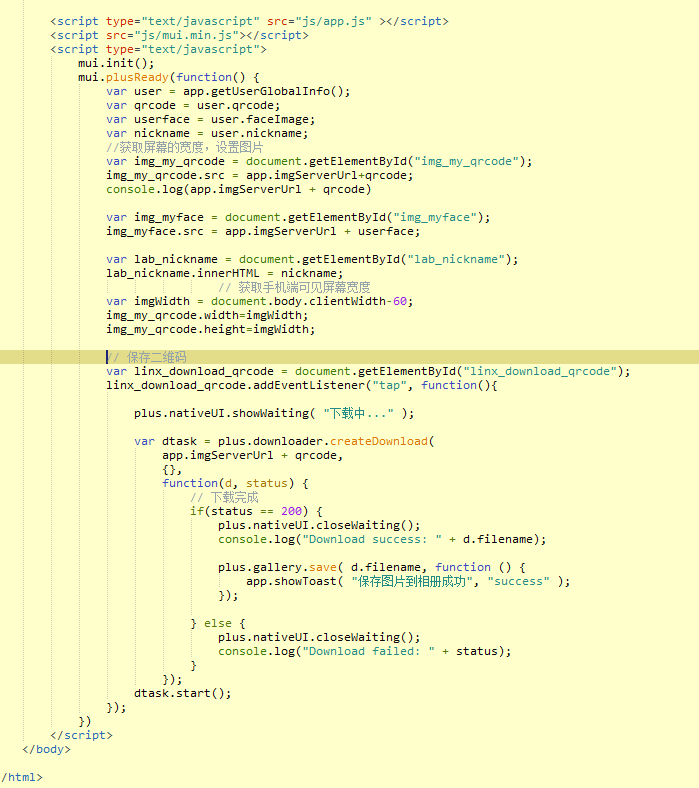 <script type="text/javascript" src="js/app.js" ></script>
<script src="js/mui.min.js"></script>
<script type="text/javascript">
mui.init();
mui.plusReady(function() {
var user = app.getUserGlobalInfo();
var qrcode = user.qrcode;
var userface = user.faceImage;
var nickname = user.nickname;
//获取屏幕的宽度，设置图片
var img_my_qrcode = document.getElementById("img_my_qrcode");
img_my_qrcode.src = app.imgServerUrl+qrcode;
console.log(app.imgServerUrl + qrcode)
var img_myface = document.getElementById("img_myface");
img_myface.src = app.imgServerUrl + userface;
var lab_nickname = document.getElementById("lab_nickname");
lab_nickname.innerHTML = nickname;
// 获取手机端可见屏幕宽度
var imgWidth = document.body.clientWidth-60;
img_my_qrcode.width=imgWidth;
img_my_qrcode.height=imgWidth;
// 保存二维码
var linx_download_qrcode = document.getElementById("linx_download_qrcode");
linx_download_qrcode.addEventListener("tap", function(){
plus.nativeUI.showWaiting( "下载中..." );
var dtask = plus.downloader.createDownload(
app.imgServerUrl + qrcode,
{},
function(d, status) {
// 下载完成
if(status == 200) {
plus.nativeUI.closeWaiting();
console.log("Download success: " + d.filename);
plus.gallery.save( d.filename, function () {
app.showToast( "保存图片到相册成功", "success" );
});
} else {
plus.nativeUI.closeWaiting();
console.log("Download failed: " + status);
}
});
dtask.start();
});
})
</script>
</body>
/html>